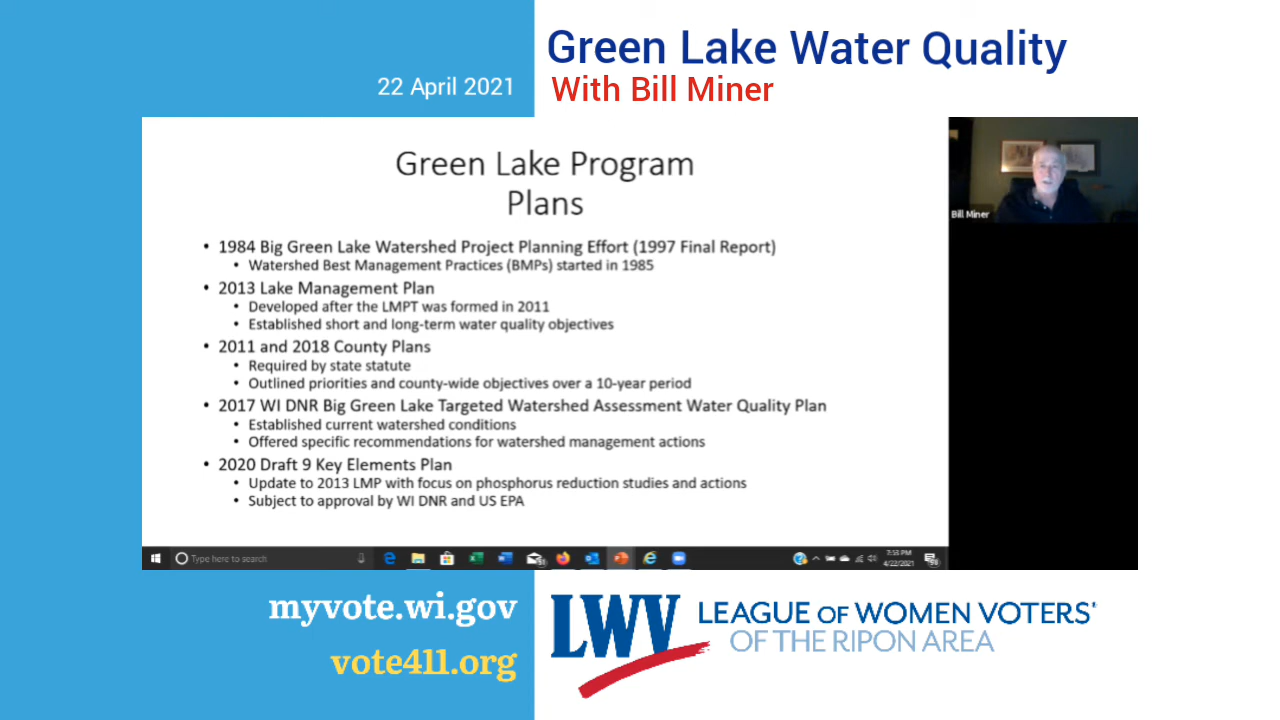 22 April 2021
Green Lake Water Quality
With Bill Miner
Green Lake Program
Plans
• 1984 Big Green Lake Watershed Project Planning Effort (1997 Final Report)
• Watershed Best Management Practices (BMPs) started in 1985
• 2013 Lake Management Plan
• Developed after the LMPT was formed in 2011
• Established short and long-term water quality objectives
• 2011 and 2018 County Plans
• Required by state statute
• Outlined priorities and county-wide objectives over a 10-year period
• 2017 WI DNR Big Green Lake Targeted Watershed Assessment Water Quality Plan
• Established current watershed conditions
• Offered specific recommendations for watershed management actions
• 2020 Draft 9 Key Elements Plan
• Update to 2013 LMP with focus on phosphorus reduction studies and actions
• Subject to approval by WI DNR and US EPA
Bill Miner
Type here to search
7:53 PM
4/22/2021
myvote.wi.gov
vote411.org
LWV
LEAGUE OF WOMEN VOTERS®
OF THE RIPON AREA